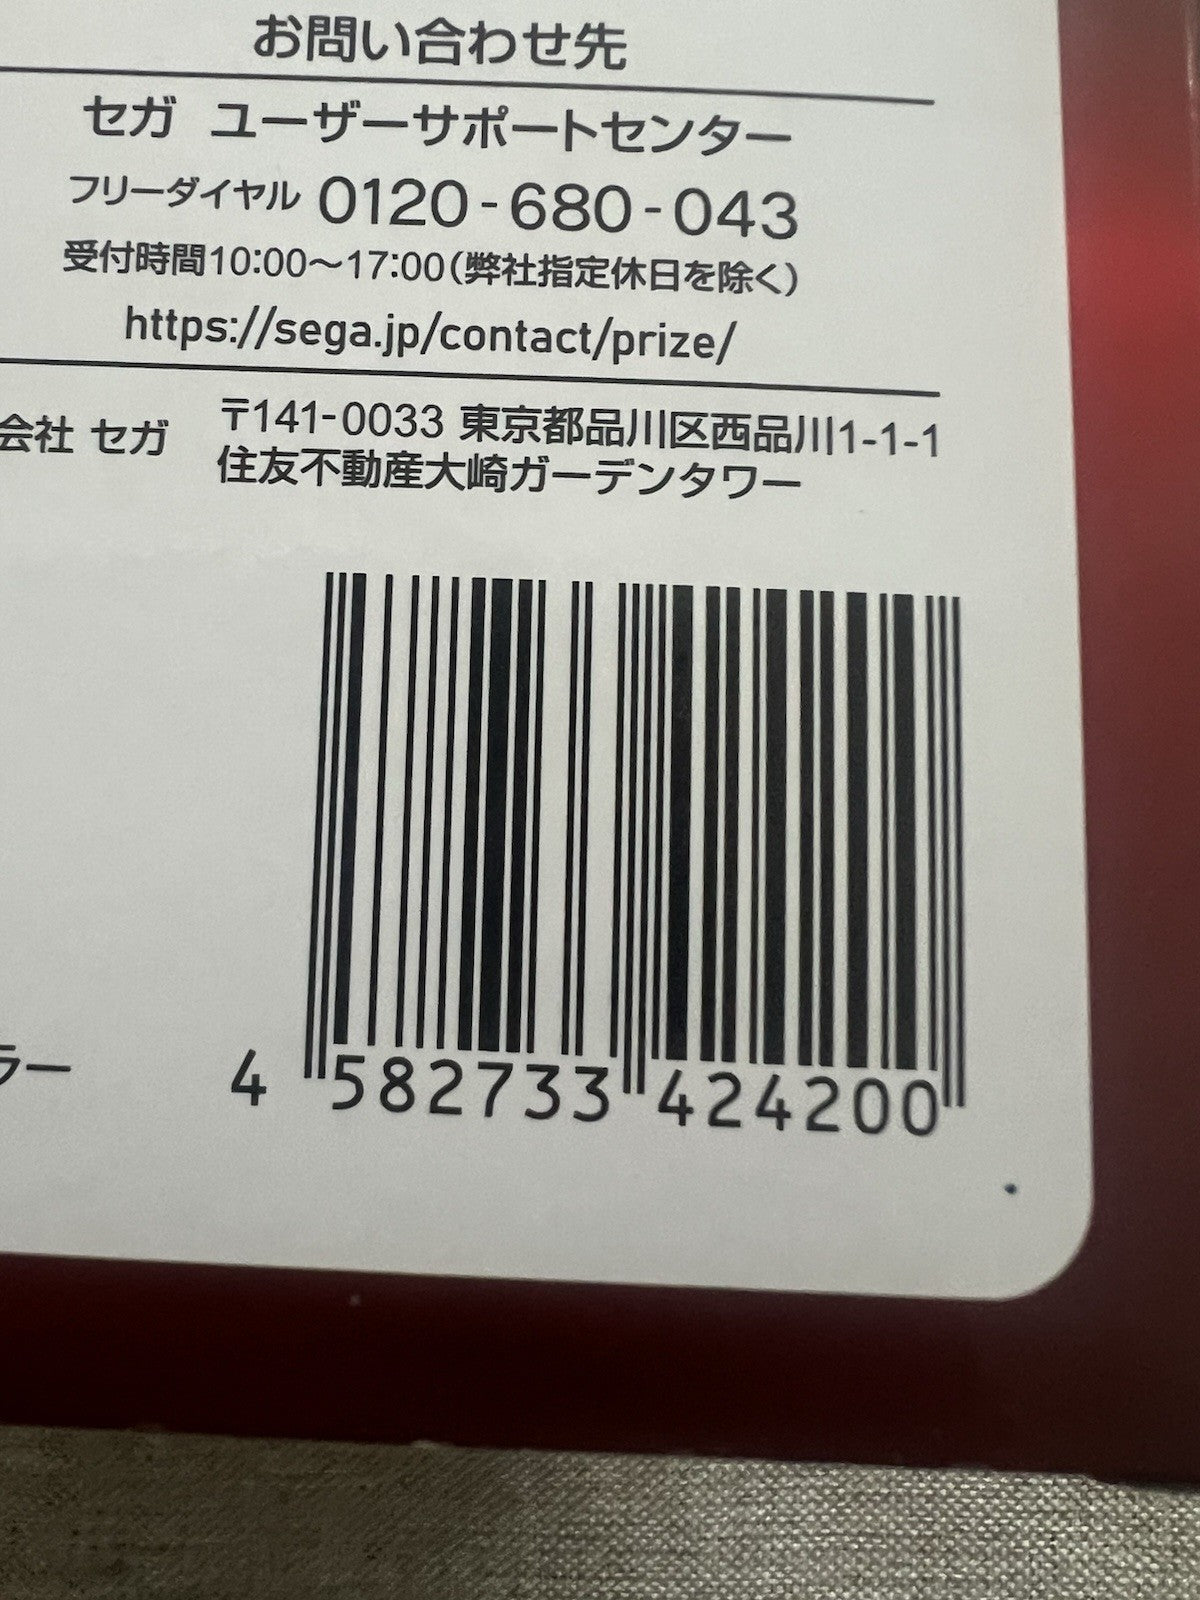 お問い合わせ先
セガ ユーザーサポートセンター
フリーダイヤル 0120-680-043
受付時間10:00～17:00(弊社指定休日を除く)
https://sega.jp/contact/prize/
会社 セガ 〒141-0033 東京都品川区西品川1-1-1
住友不動産大崎ガーデンタワー
ラー
4 582733 424200